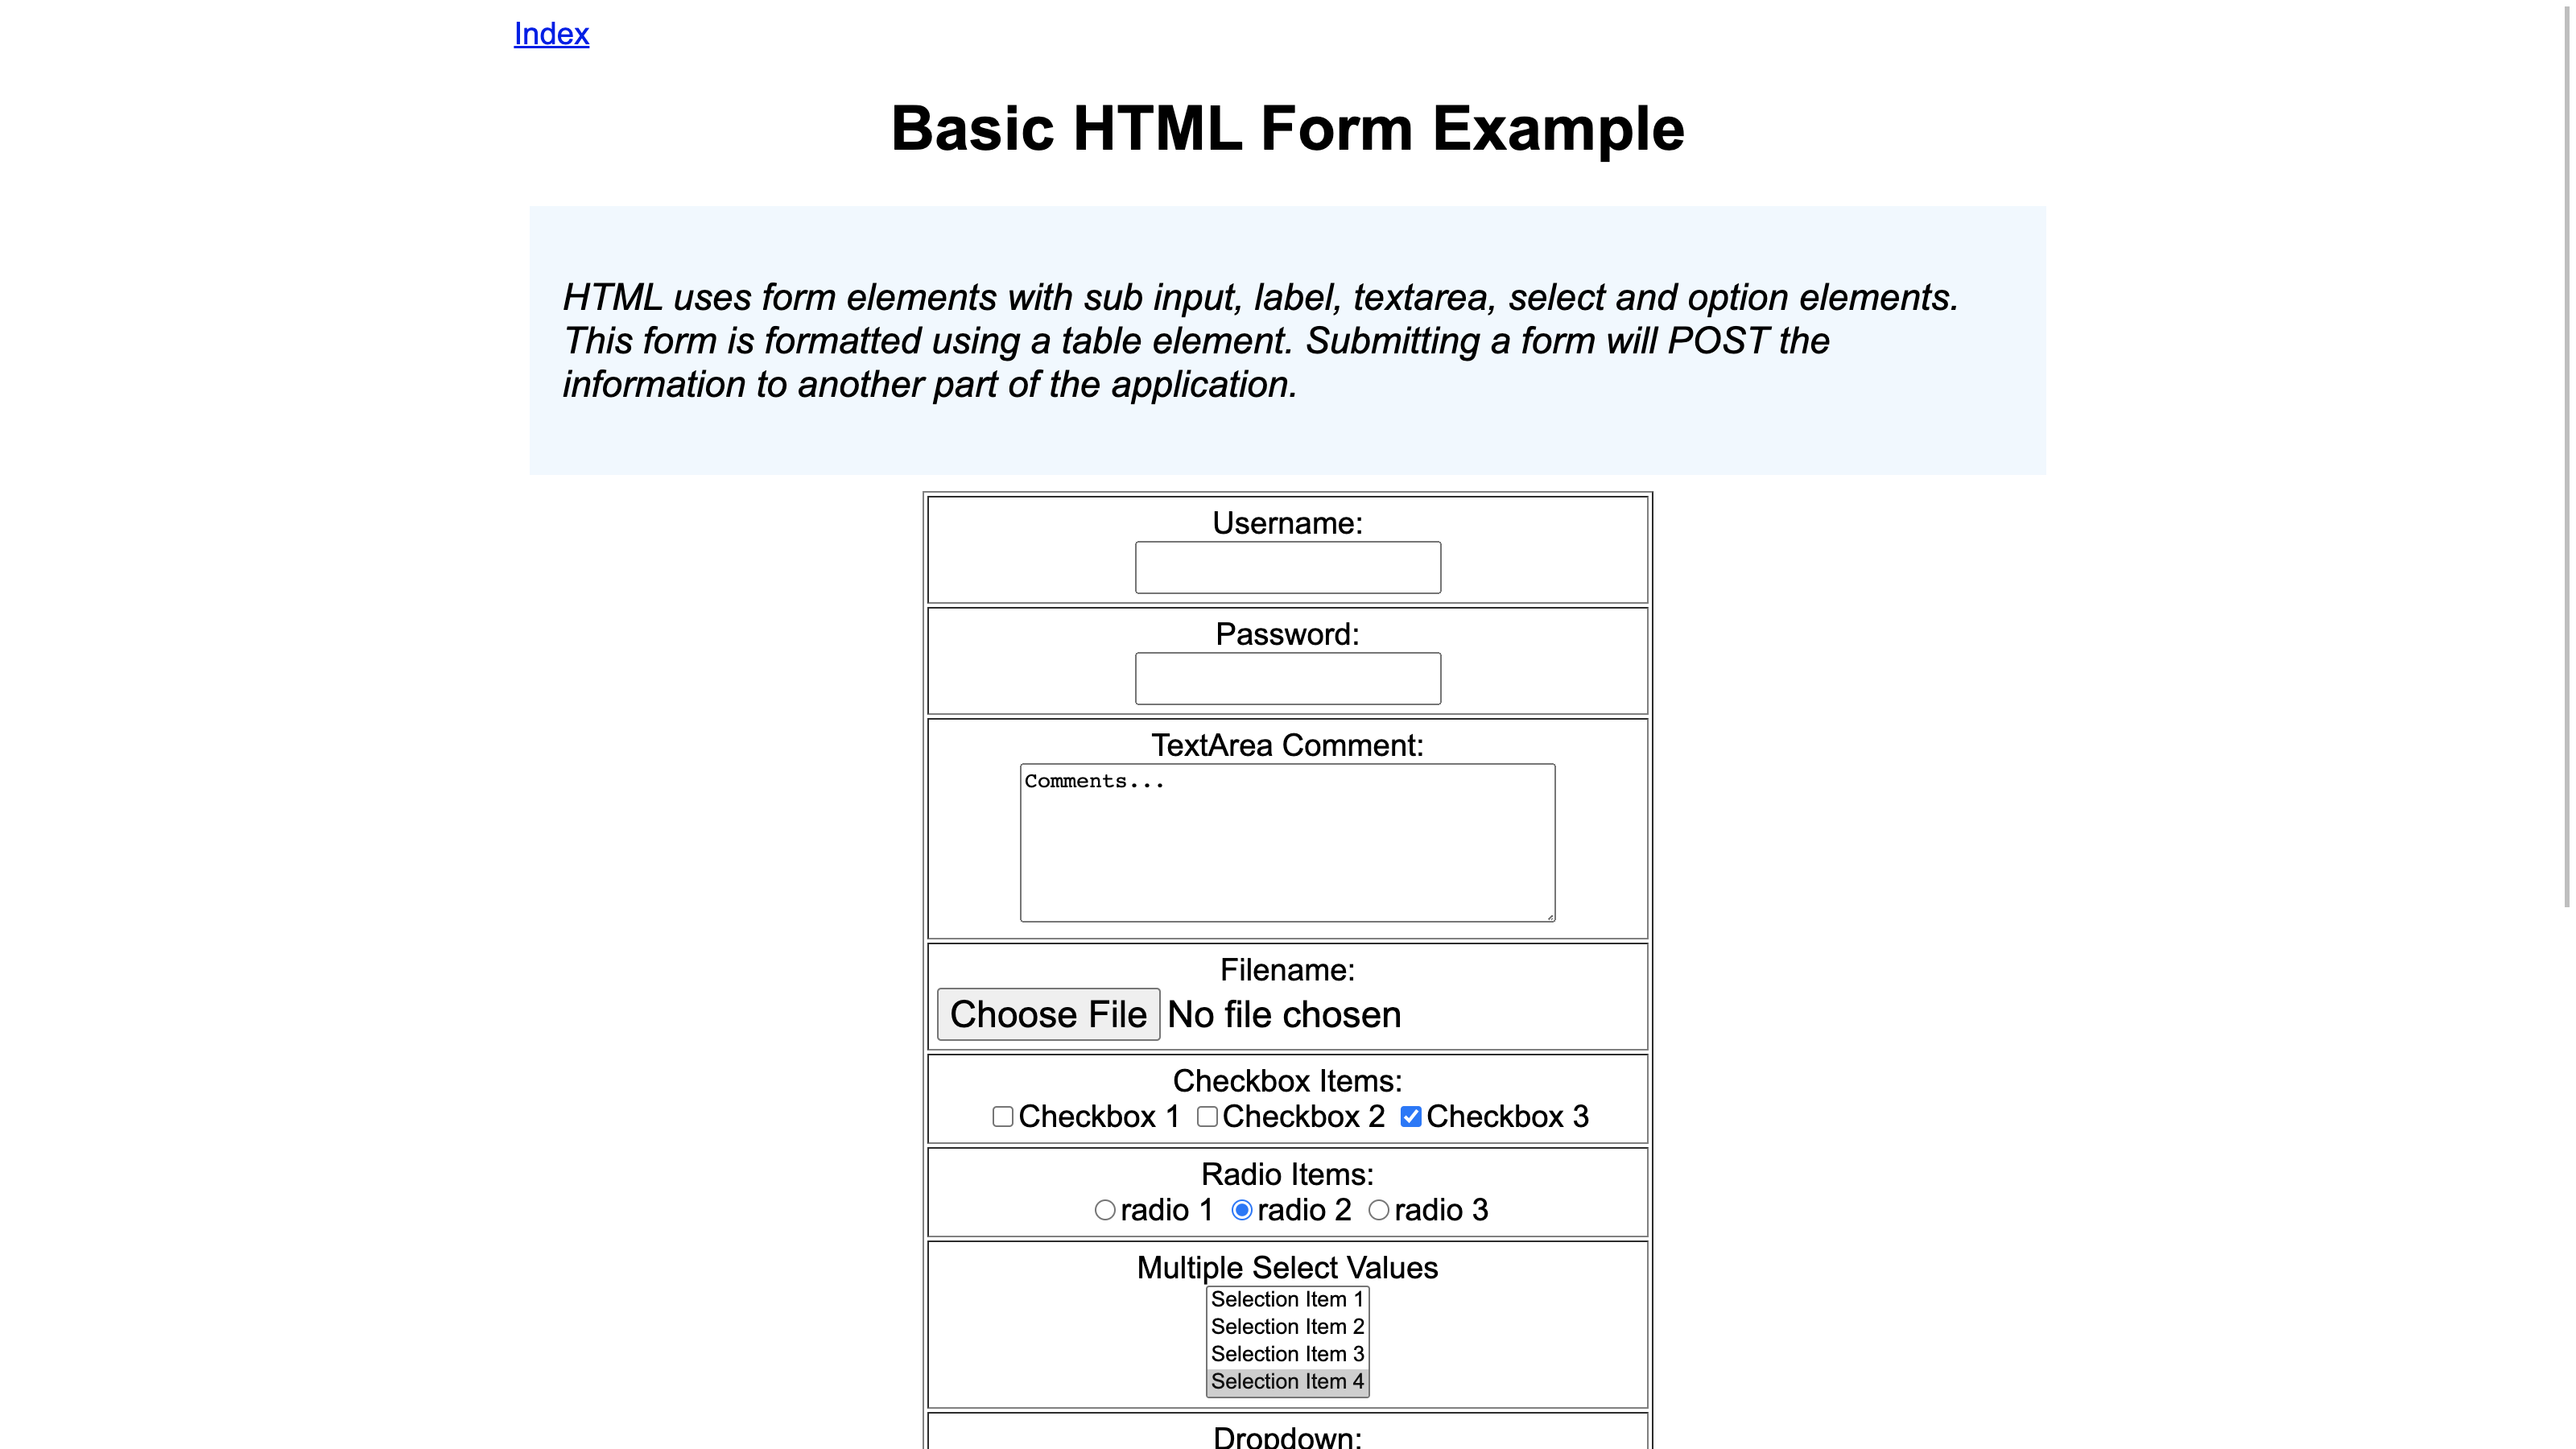 Index
Basic HTML Form Example
HTML uses form elements with sub input, label, textarea, select and option elements.
This form is formatted using a table element. Submitting a form will POST the
information to another part of the application.
Username:
Password:
TextArea Comment:
Comments...
Filename:
Choose File No file chosen
Checkbox Items:
Checkbox 1 Checkbox 2 Checkbox 3
Radio Items:
radio 1 radio 2 radio 3
Multiple Select Values
Selection Item 1
Selection Item 2
Selection Item 3
Selection Item 4
Dropdown: